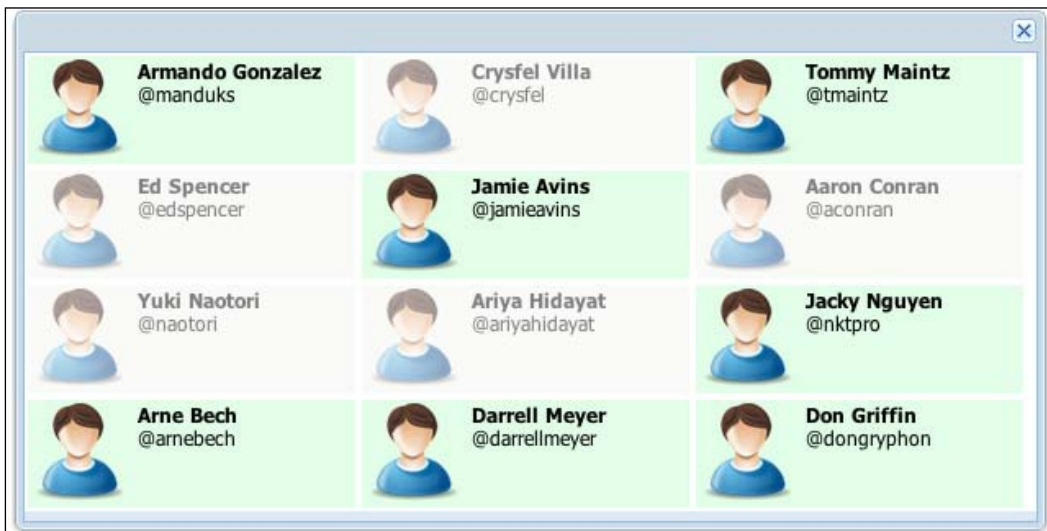 Armando Gonzalez
@manduks
Crysfel Villa
@crysfel
Tommy Maintz
@tmaintz
Ed Spencer
@edspencer
Jamie Avins
@jamieavins
Aaron Conran
@aconran
Yuki Naotori
@naotori
Ariya Hidayat
@ariyahidayat
Jacky Nguyen
@nktpro
Arne Bech
@arnebech
Darrell Meyer
@darrellmeyer
Don Griffin
@dongryphon